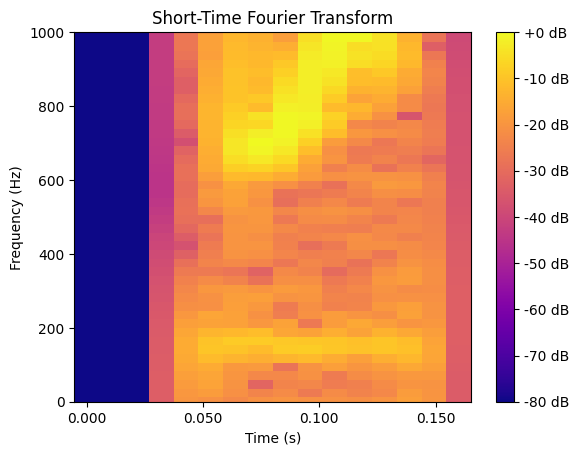 Short-Time Fourier Transform
1000
800
600
400
200
0
Frequency (Hz)
0.000
0.050
0.100
0.150
Time (s)
+0 dB
-10 dB
-20 dB
-30 dB
-40 dB
-50 dB
-60 dB
-70 dB
-80 dB